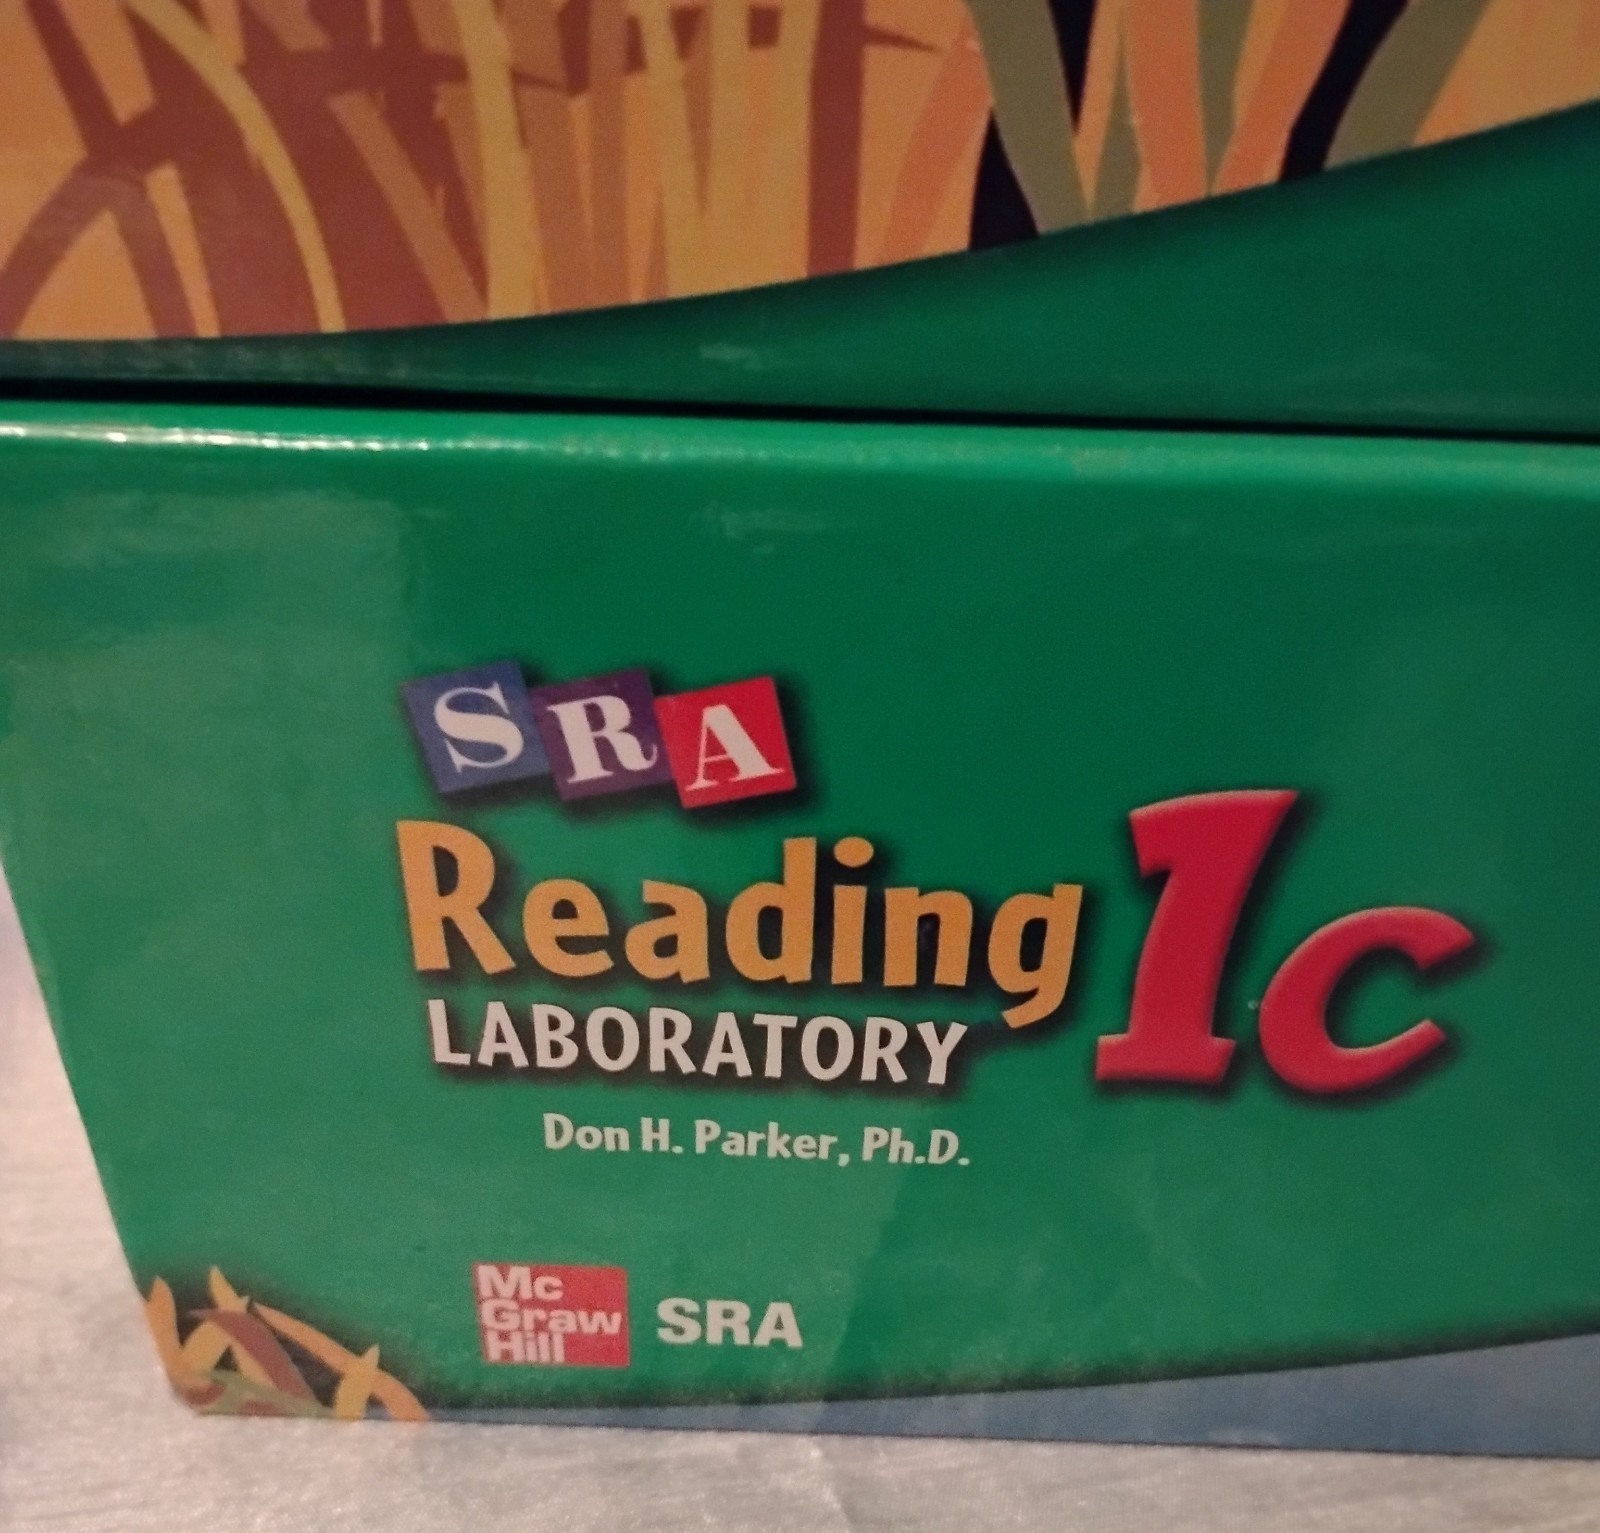 SRA
Reading 1c
LABORATORY
Don H. Parker, Ph.D.
Mc
Graw
Hill
SRA